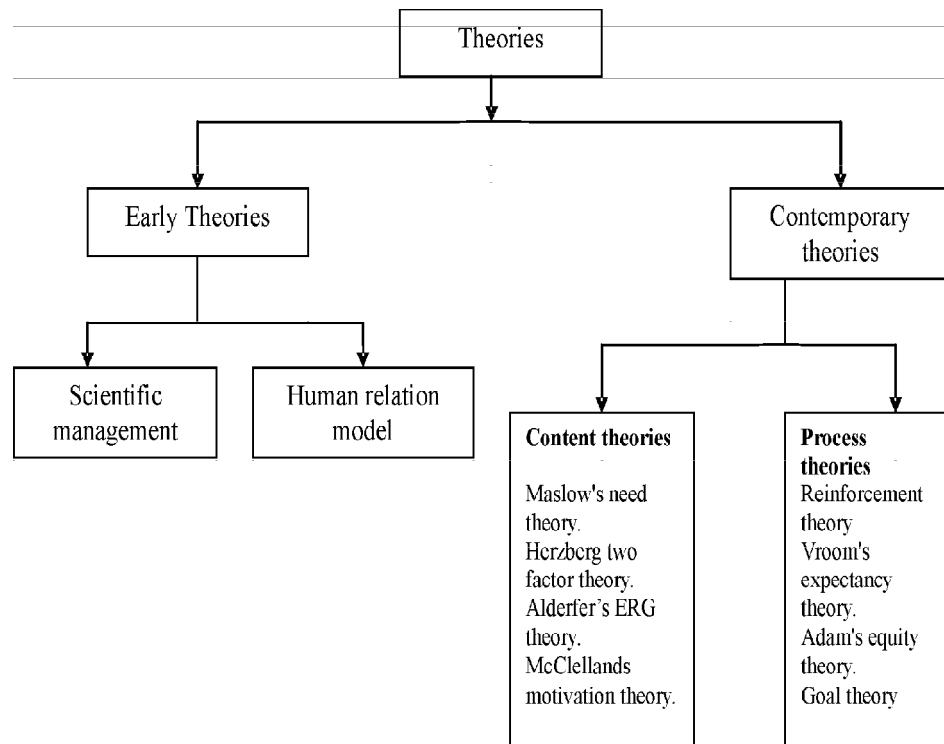 Theories
Early Theories
Contemporary
theories
Scientific
management
Human relation
model
Content theories
Maslow's need
theory.
Herzberg two
factor theory.
Alderfer's ERG
theory.
McClellands
motivation theory.
Process
theories
Reinforcement
theory
Vroom's
expectancy
theory.
Adam's equity
theory.
Goal theory